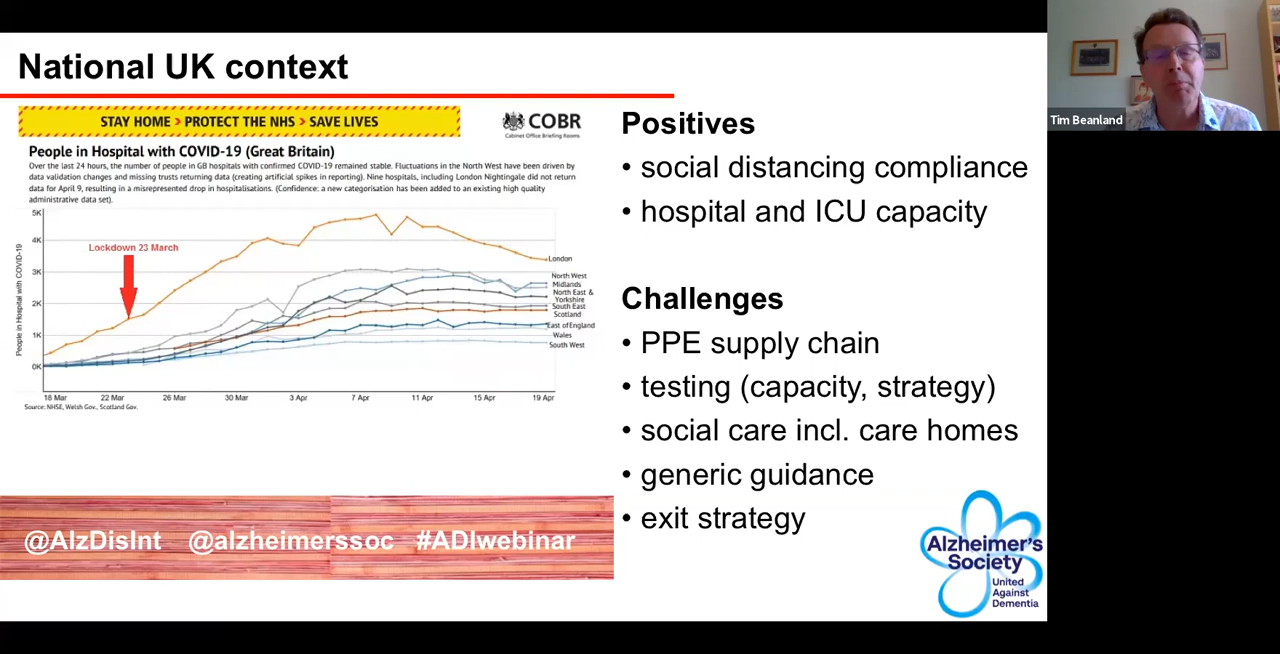 National UK context
STAY HOME > PROTECT THE NHS > SAVE LIVES
COBR
Cabinet Office Briefing Rooms
People in Hospital with COVID-19 (Great Britain)
Over the last 24 hours, the number of people in GB hospitals with confirmed COVID-19 remained stable. Fluctuations in the North West have been driven by
data validation changes and missing trusts returning data (creating artificial spikes in reporting). Nine hospitals, including London Nightingale did not return
data for April 9, resulting in a misrepresented drop in hospitalisations. (Confidence: a new categorisation has been added to an existing high quality
administrative data set).
People in Hospital with COVID-19
5K
4K
3K
2K
1K
0K
Lockdown 23 March
London
North West
Midlands
North East &
Yorkshire
South East
Scotland
East of England
Wales
South West
18 Mar
22 Mar
26 Mar
30 Mar
3 Apr
7 Apr
11 Apr
15 Apr
19 Apr
Source: NHSE, Welsh Gov., Scotland Gov.
Positives
• social distancing compliance
• hospital and ICU capacity
Challenges
• PPE supply chain
• testing (capacity, strategy)
• social care incl. care homes
• generic guidance
• exit strategy
@AlzDisInt @alzheimerssoc #ADIwebinar
Alzheimer's
Society
United
Against
Dementia
Tim Beanland